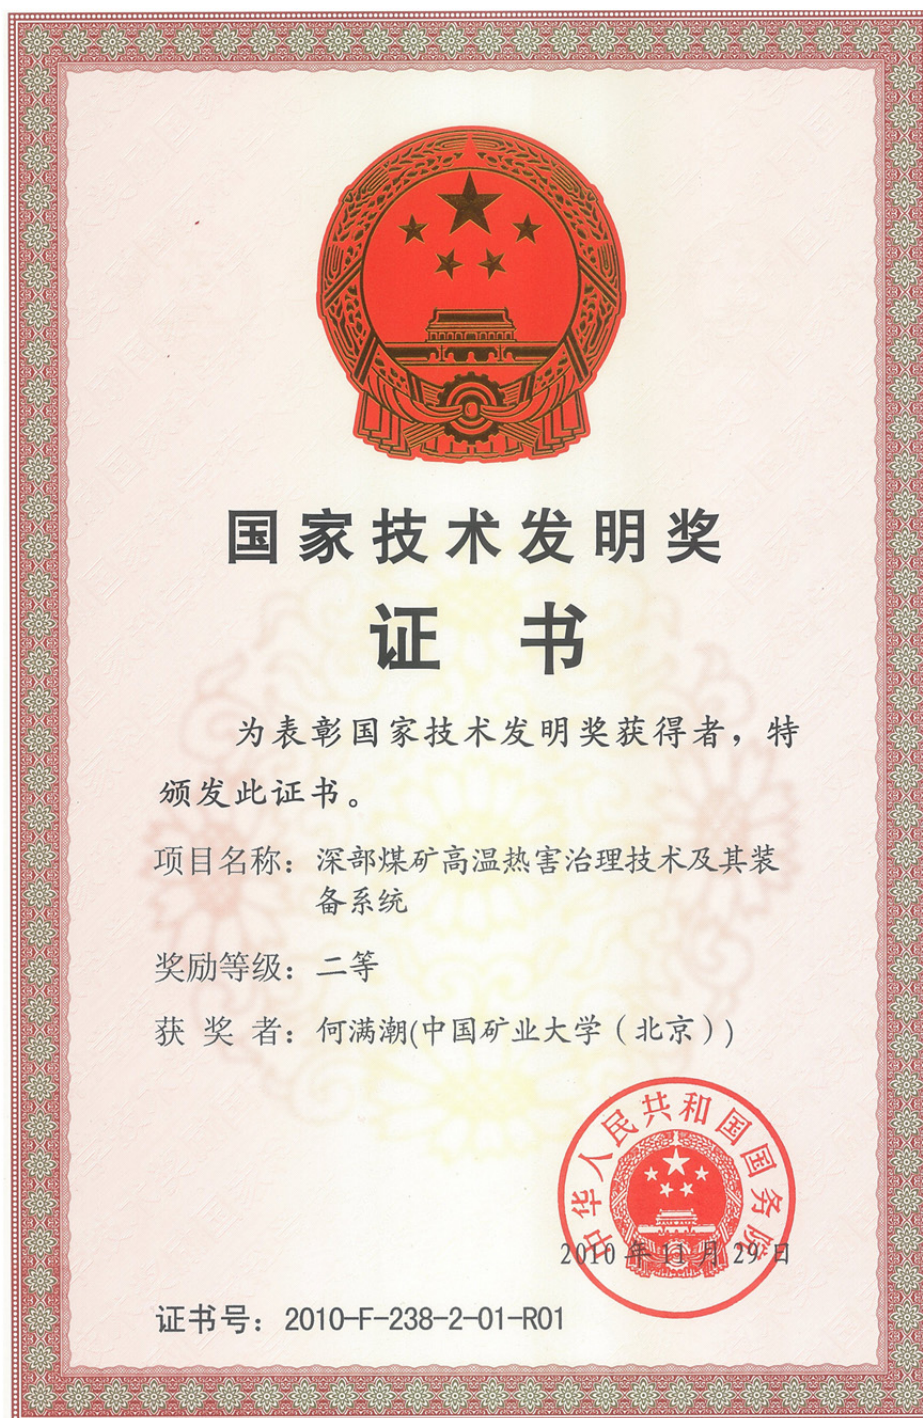 国家技术发明奖
证书
为表彰国家技术发明奖获得者，特
颁发此证书。
项目名称：深部煤矿高温热害治理技术及其装
备系统
奖励等级：二等
获奖者：何满潮(中国矿业大学（北京）)
中华人民共和国国务院
2010年11月29日
证书号：2010-F-238-2-01-R01